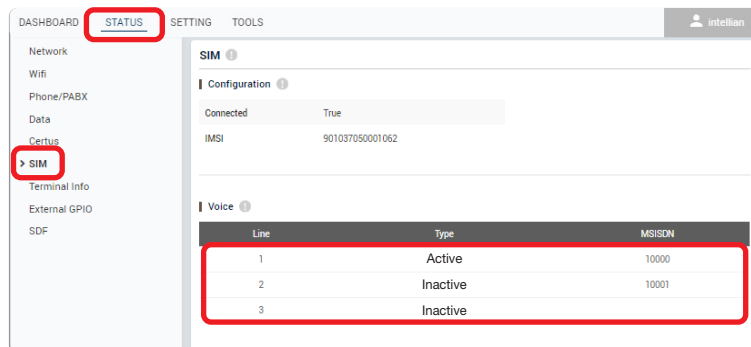 DASHBOARD STATUS SETTING TOOLS intellian
Network
Wifi
Phone/PABX
Data
Certus
> SIM
Terminal Info
External GPIO
SDF
SIM !
Configuration !
Connected True
IMSI 901037050001062
Voice !
Line Type MSISDN
1 Active 10000
2 Inactive 10001
3 Inactive